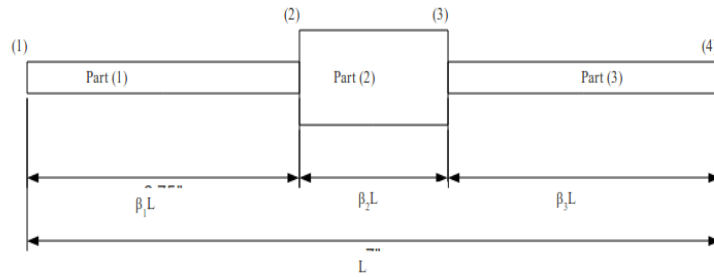 (2) (3)
(1) (4)
Part (1) Part (2) Part (3)
β₁L β₂L β₃L
L